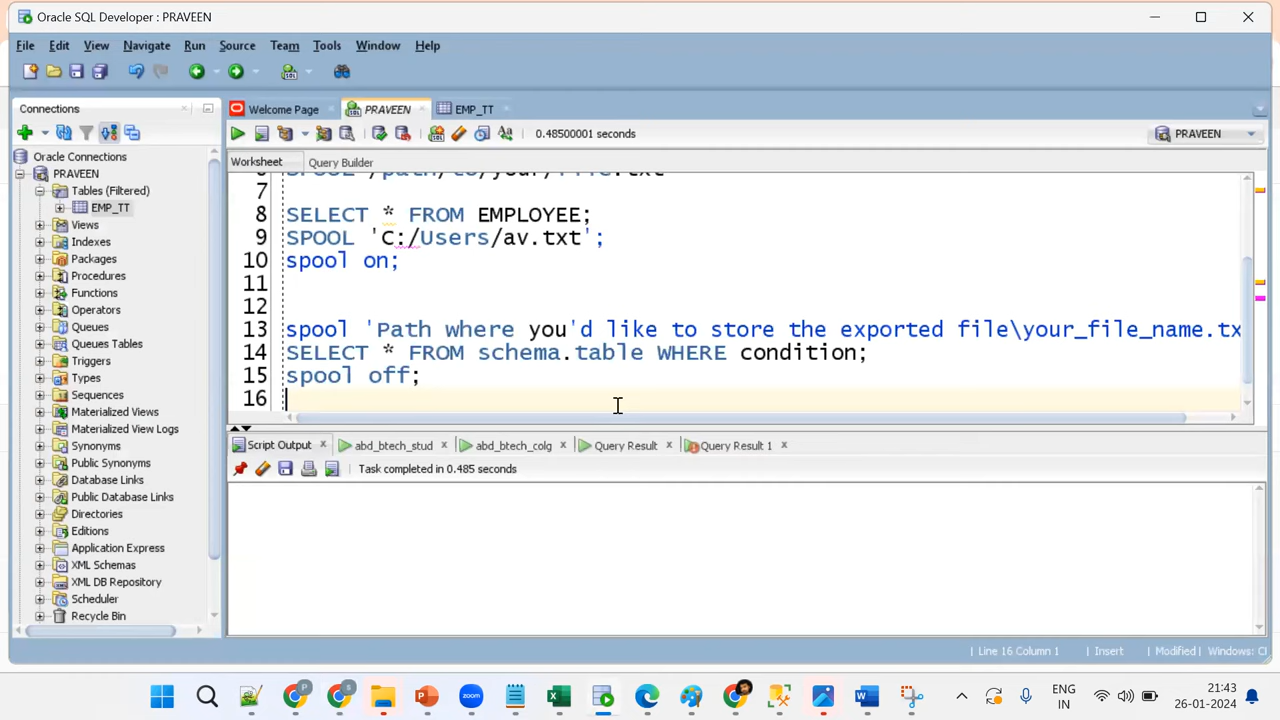 Oracle SQL Developer : PRAVEEN
File Edit View Navigate Run Source Team Tools Window Help
Connections
Welcome Page PRAVEEN EMP_TT
0.48500001 seconds
PRAVEEN
Worksheet Query Builder
Oracle Connections
PRAVEEN
Tables (Filtered)
EMP_TT
Views
Indexes
Packages
Procedures
Functions
Operators
Queues
Queues Tables
Triggers
Types
Sequences
Materialized Views
Materialized View Logs
Synonyms
Public Synonyms
Database Links
Public Database Links
Directories
Editions
Application Express
XML Schemas
XML DB Repository
Scheduler
Recycle Bin
SPOOL /path/to/your/file.txt
7
8 SELECT * FROM EMPLOYEE;
9 SPOOL 'C:/Users/av.txt';
10 spool on;
11
12
13 spool 'Path where you'd like to store the exported file\your_file_name.tx
14 SELECT * FROM schema.table WHERE condition;
15 spool off;
16
Script Output abd_btech_stud abd_btech_colg Query Result Query Result 1
Task completed in 0.485 seconds
Line 16 Column 1 Insert Modified Windows: C
ENG
IN
21:43
26-01-2024